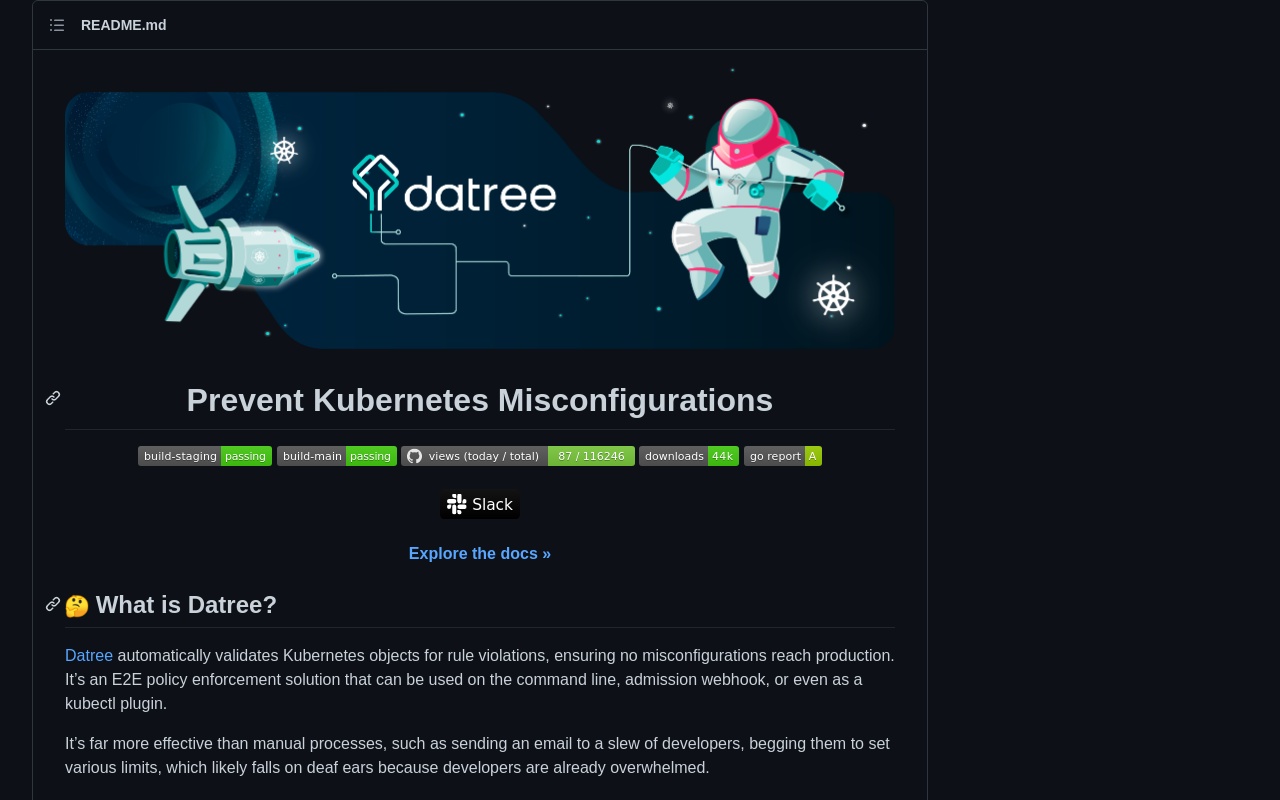 README.md
datree
Prevent Kubernetes Misconfigurations
build-staging passing build-main passing views (today / total) 87 / 116246 downloads 44k go report A
Slack
Explore the docs »
🤔 What is Datree?
Datree automatically validates Kubernetes objects for rule violations, ensuring no misconfigurations reach production.
It’s an E2E policy enforcement solution that can be used on the command line, admission webhook, or even as a
kubectl plugin.
It’s far more effective than manual processes, such as sending an email to a slew of developers, begging them to set
various limits, which likely falls on deaf ears because developers are already overwhelmed.